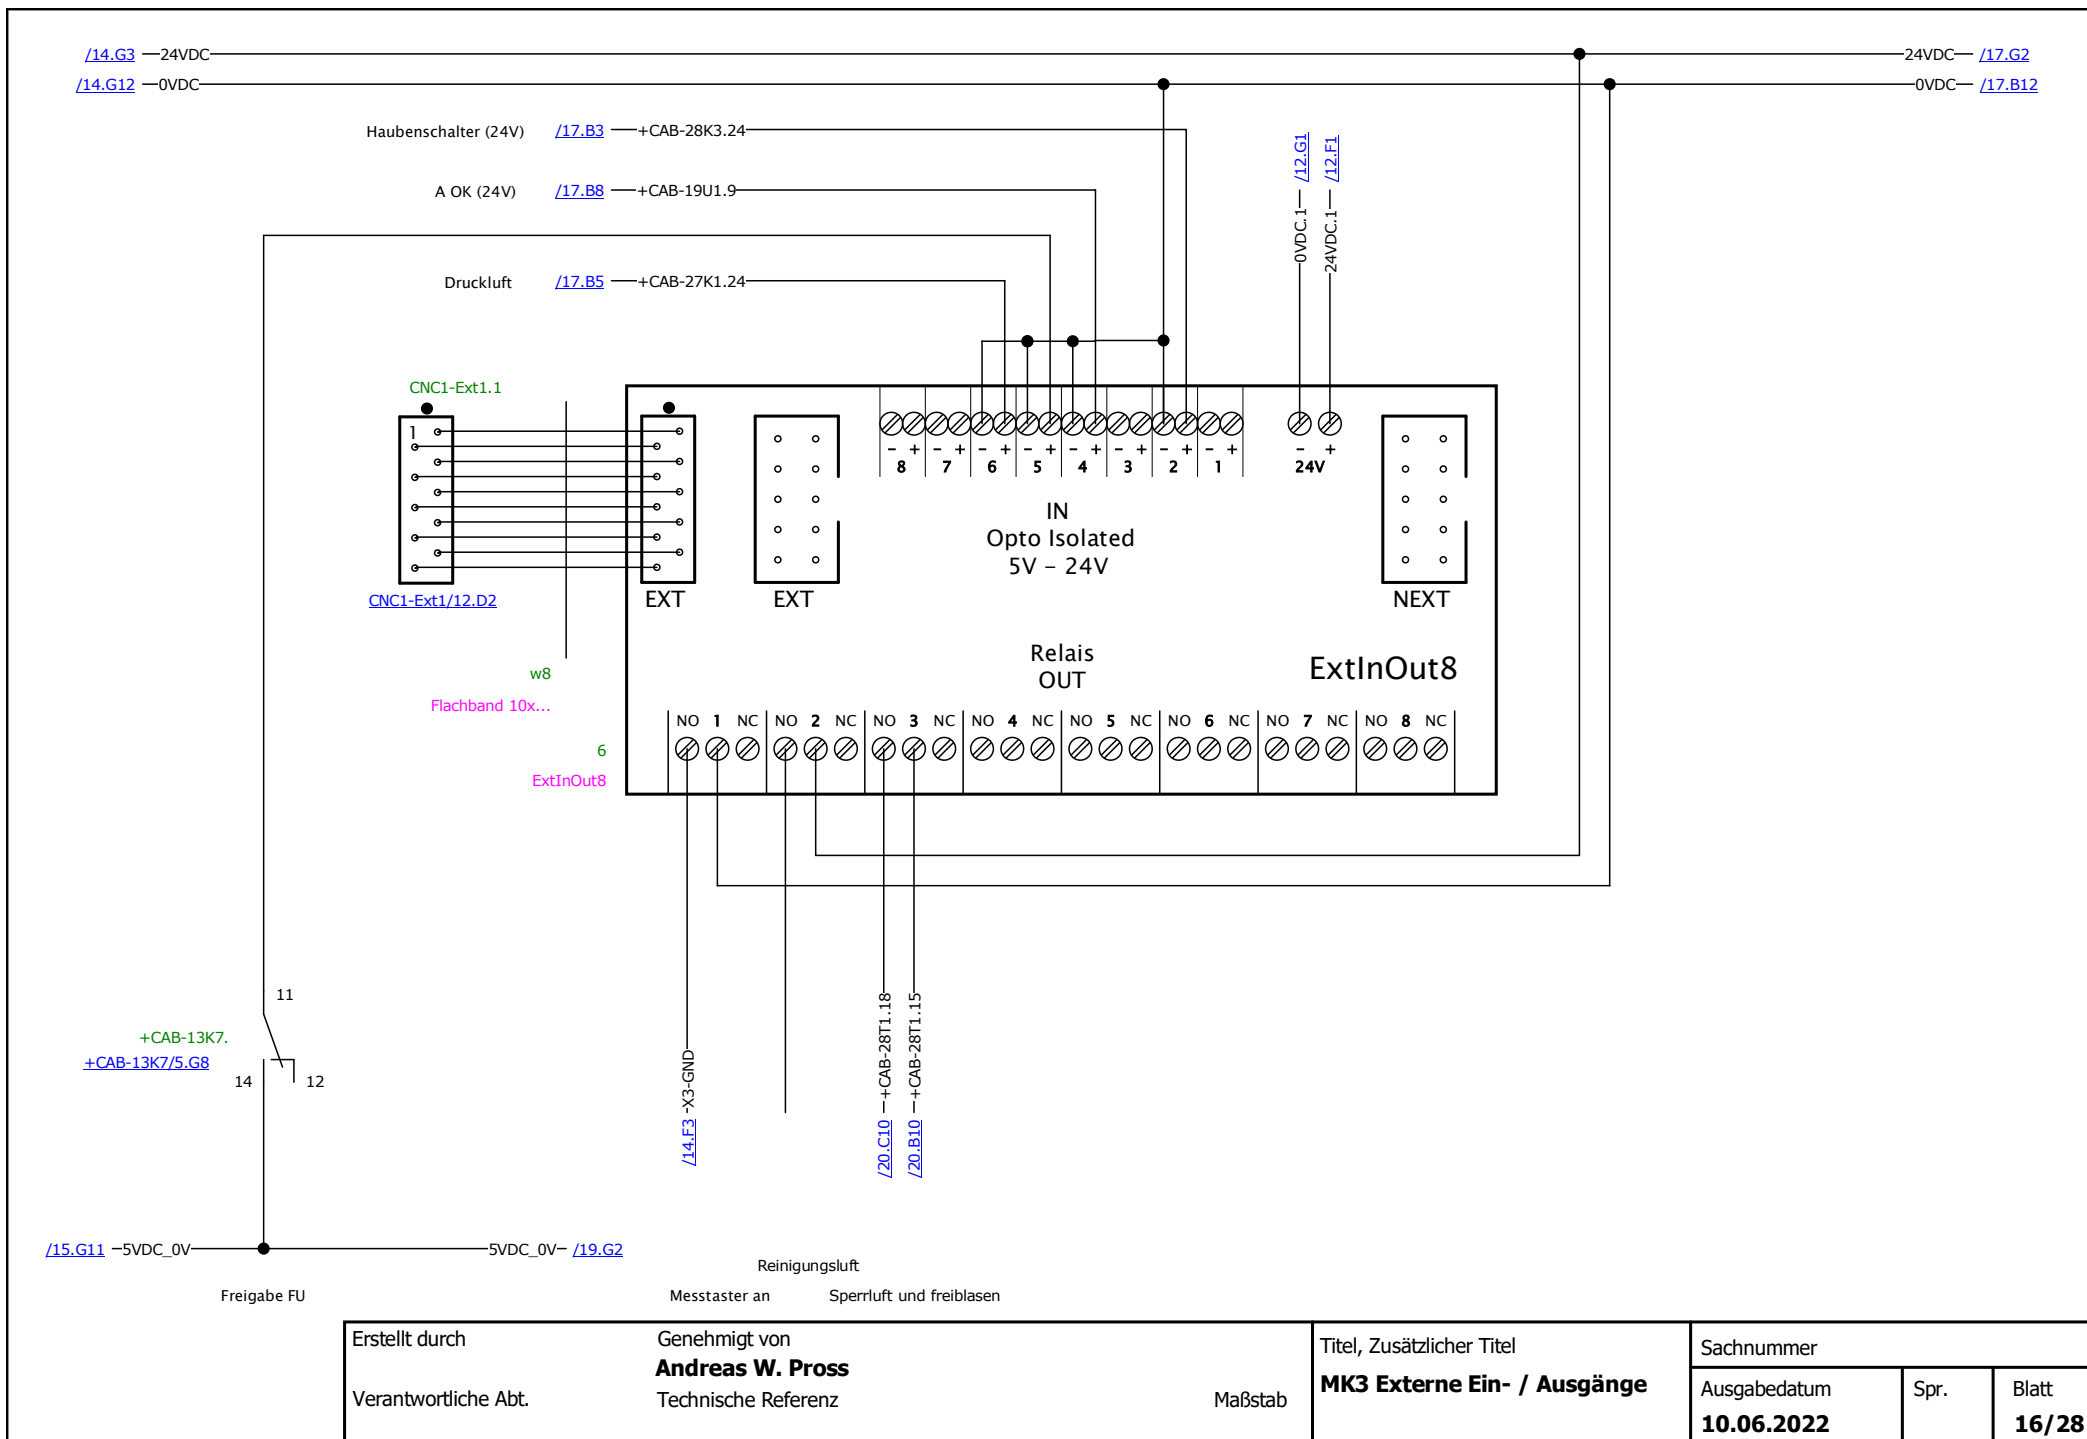 /14.G3 24VDC 24VDC /17.G2
/14.G12 0VDC 0VDC /17.B12
Haubenschalter (24V) /17.B3 +CAB-28K3.24
A OK (24V) /17.B8 +CAB-19U1.9
0VDC.1 /12.G1
24VDC.1 /12.F1
Druckluft /17.B5 +CAB-27K1.24
CNC1-Ext1.1
1
CNC1-Ext1/12.D2
- + - + - + - + - + - + - + - + - +
8 7 6 5 4 3 2 1 24V
IN
Opto Isolated
5V - 24V
EXT EXT NEXT
Relais
OUT
ExtInOut8
w8
Flachband 10x...
NO 1 NC NO 2 NC NO 3 NC NO 4 NC NO 5 NC NO 6 NC NO 7 NC NO 8 NC
6
ExtInOut8
11
+CAB-13K7.
+CAB-13K7/5.G8
14 12
/14.F3 -X3-GND
/20.C10 +CAB-28T1.18
/20.B10 +CAB-28T1.15
/15.G11 5VDC_0V 5VDC_0V /19.G2
Reinigungsluft
Freigabe FU Messtaster an Sperrluft und freiblasen
Erstellt durch Genehmigt von
Andreas W. Pross
Verantwortliche Abt. Technische Referenz Maßstab
Titel, Zusätzlicher Titel
MK3 Externe Ein- / Ausgänge
Sachnummer
Ausgabedatum Spr. Blatt
10.06.2022 16/28